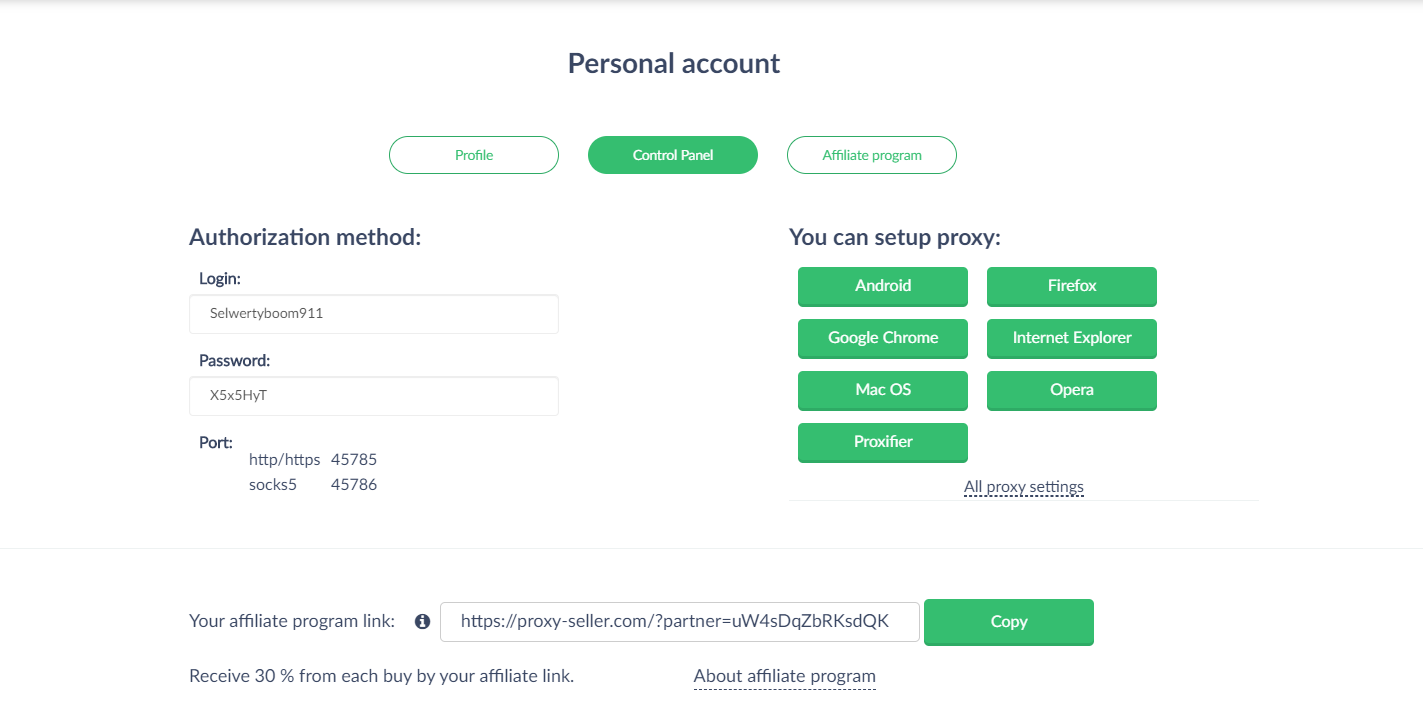 Personal account
Profile
Control Panel
Affiliate program
Authorization method:
Login:
Selwertyboom911
Password:
X5x5HyT
Port:
http/https 45785
socks5 45786
You can setup proxy:
Android Firefox
Google Chrome Internet Explorer
Mac OS Opera
Proxifier
All proxy settings
Your affiliate program link: https://proxy-seller.com/?partner=uW4sDqZbRKsdQK Copy
Receive 30 % from each buy by your affiliate link. About affiliate program